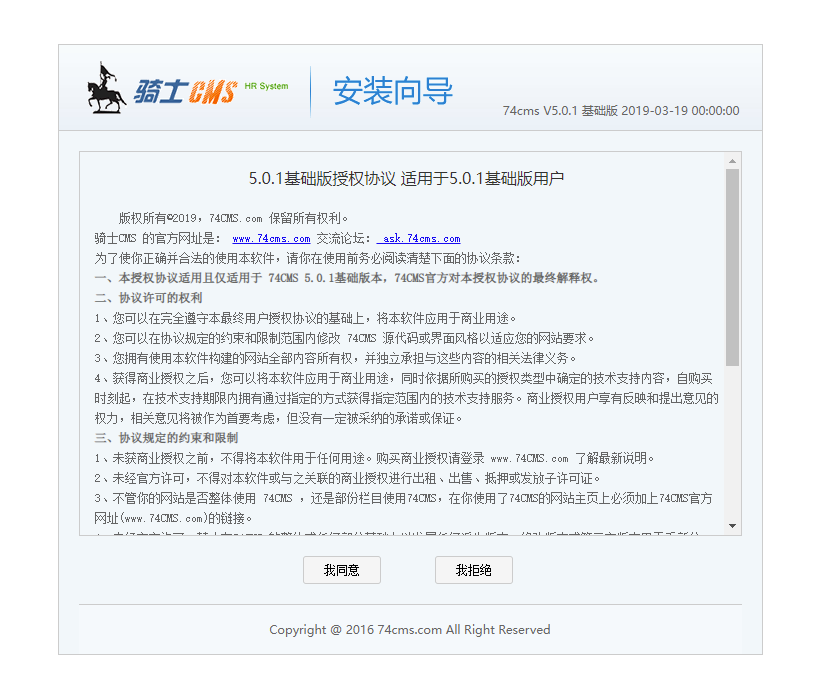 骑士CMS HR System
安装向导
74cms V5.0.1 基础版 2019-03-19 00:00:00
5.0.1基础版授权协议 适用于5.0.1基础版用户
版权所有©2019，74CMS.com 保留所有权利。
骑士CMS 的官方网址是： www.74cms.com 交流论坛： ask.74cms.com
为了使你正确并合法的使用本软件，请你在使用前务必阅读清楚下面的协议条款：
一、本授权协议适用且仅适用于 74CMS 5.0.1基础版本，74CMS官方对本授权协议的最终解释权。
二、协议许可的权利
1、您可以在完全遵守本最终用户授权协议的基础上，将本软件应用于商业用途。
2、您可以在协议规定的约束和限制范围内修改 74CMS 源代码或界面风格以适应您的网站要求。
3、您拥有使用本软件构建的网站全部内容所有权，并独立承担与这些内容的相关法律义务。
4、获得商业授权之后，您可以将本软件应用于商业用途，同时依据所购买的授权类型中确定的技术支持内容，自购买
时刻起，在技术支持期限内拥有通过指定的方式获得指定范围内的技术支持服务。商业授权用户享有反映和提出意见的
权力，相关意见将被作为首要考虑，但没有一定被采纳的承诺或保证。
三、协议规定的约束和限制
1、未获商业授权之前，不得将本软件用于任何用途。购买商业授权请登录 www.74CMS.com 了解最新说明。
2、未经官方许可，不得对本软件或与之关联的商业授权进行出租、出售、抵押或发放子许可证。
3、不管你的网站是否整体使用 74CMS ，还是部份栏目使用74CMS，在你使用了74CMS的网站主页上必须加上74CMS官方
网址(www.74CMS.com)的链接。
我同意
我拒绝
Copyright @ 2016 74cms.com All Right Reserved